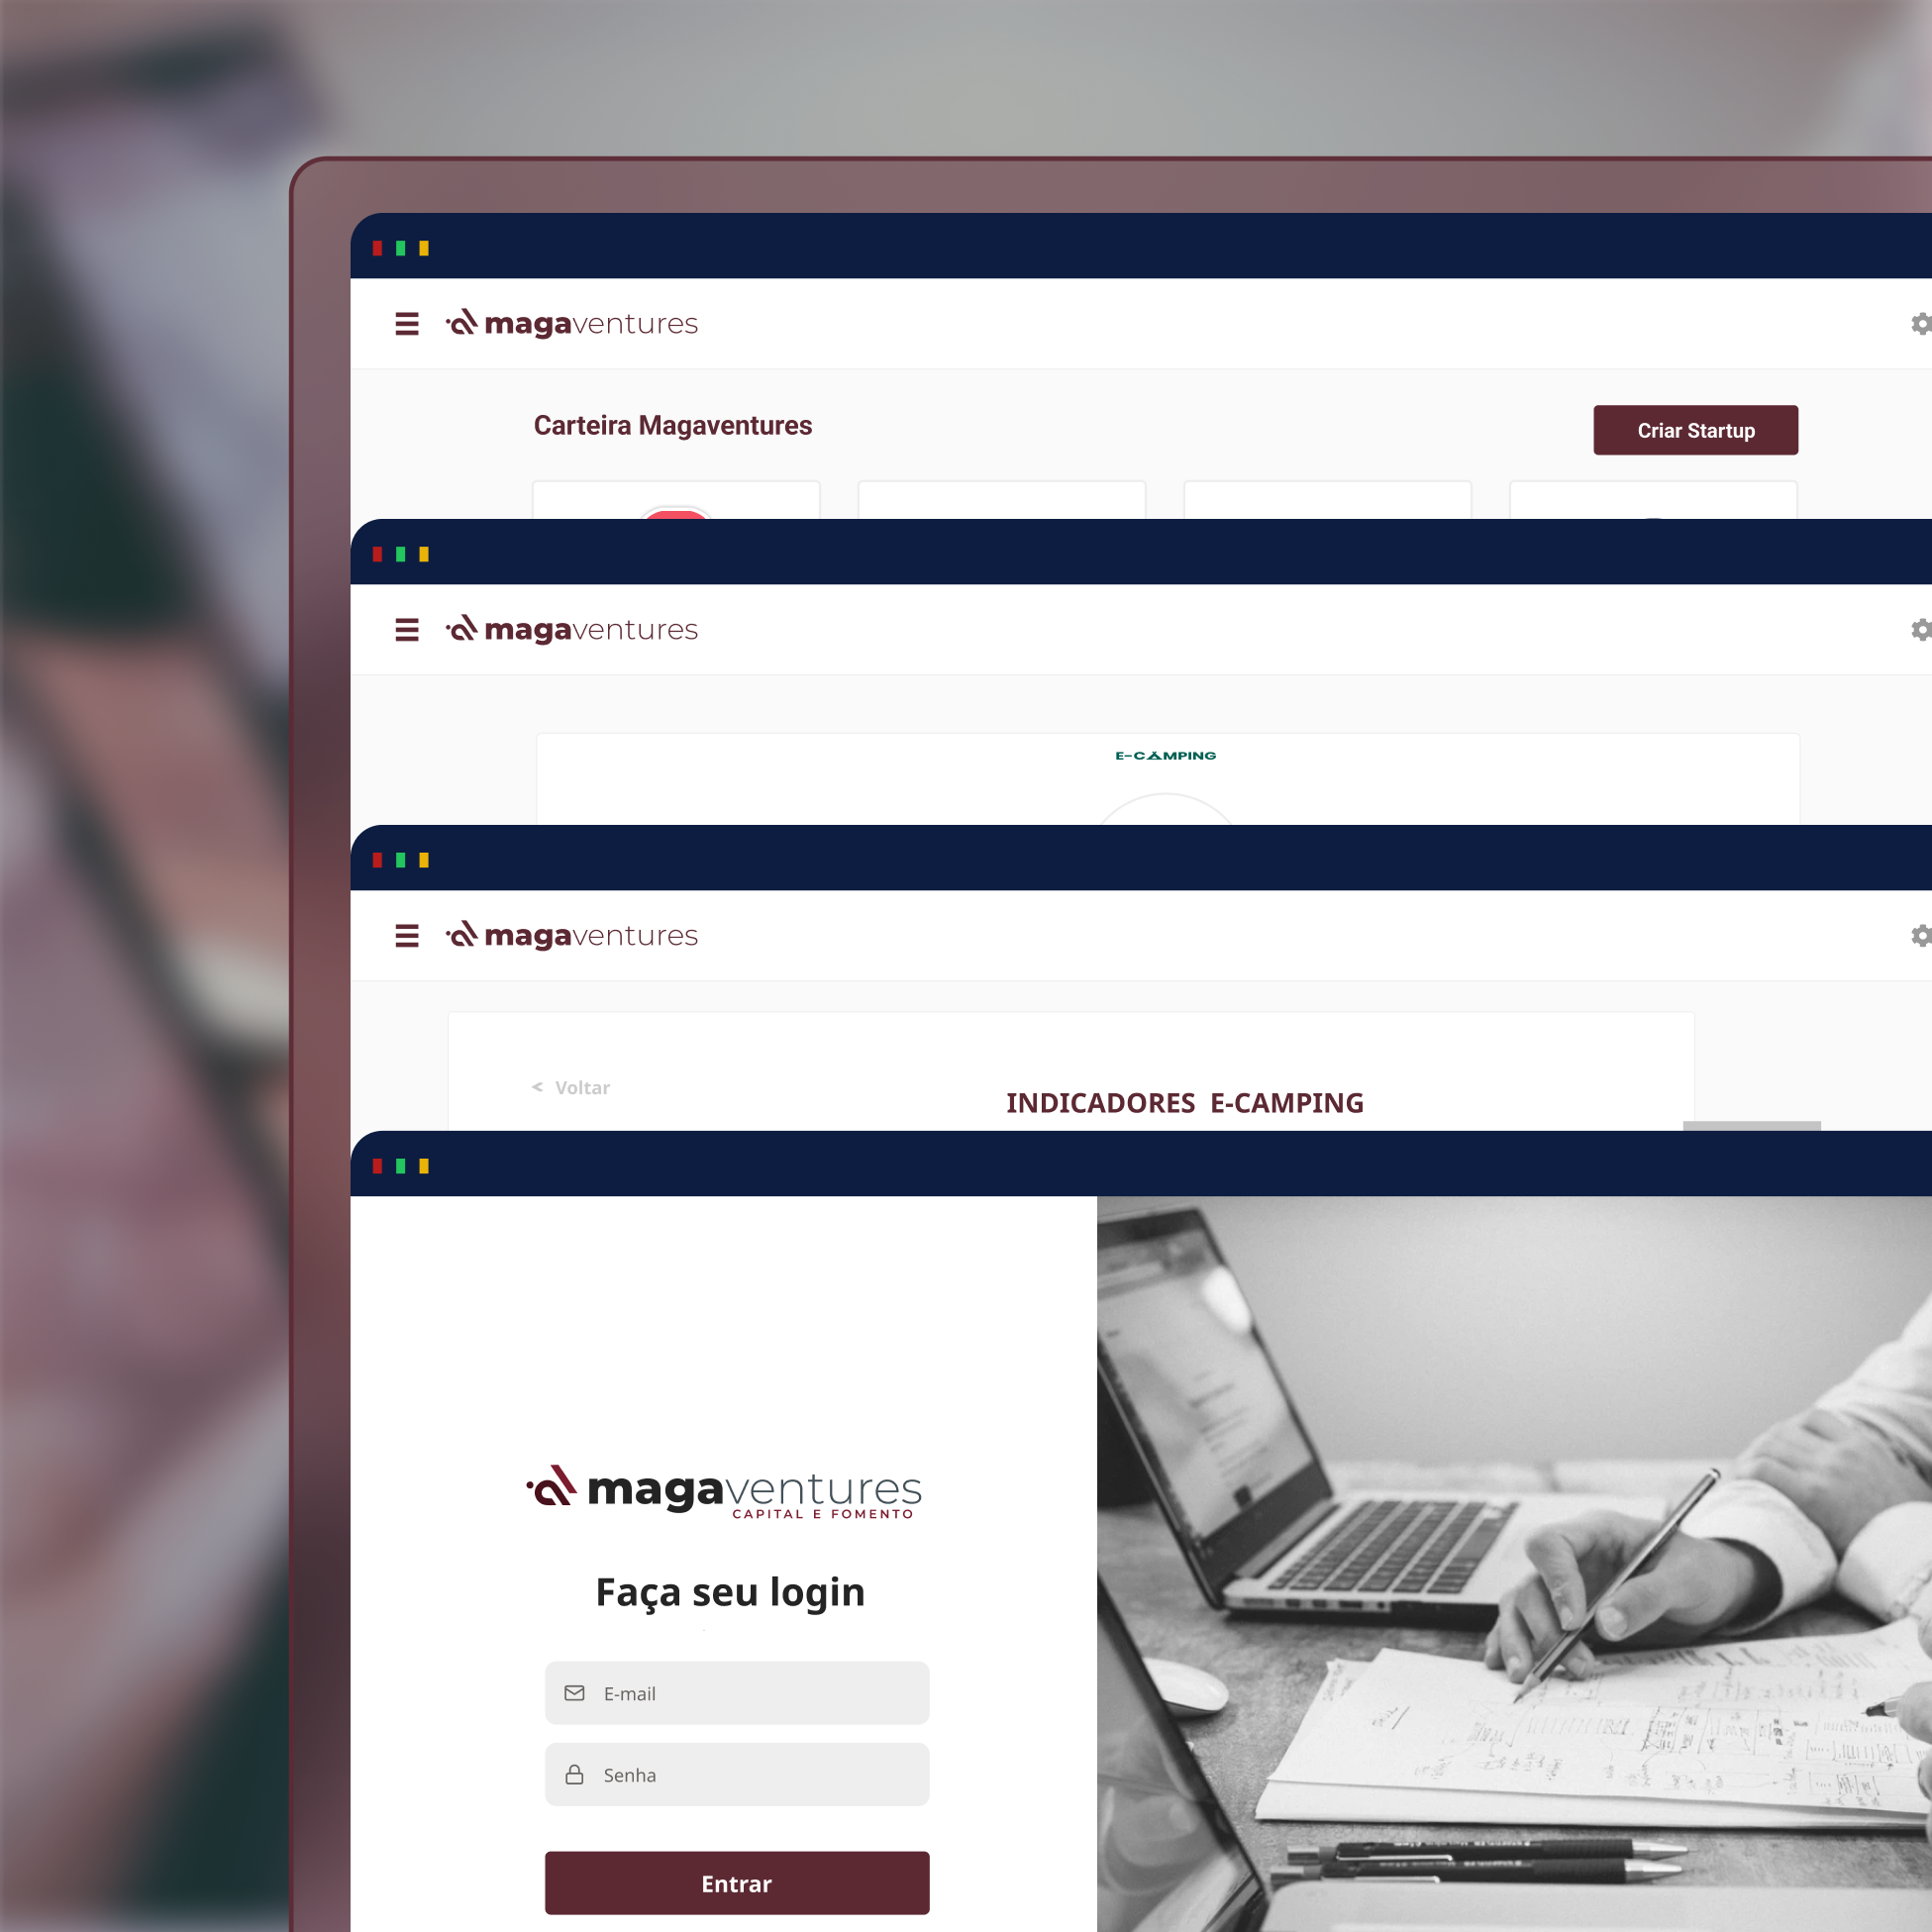 magaventures
Carteira Magaventures
Criar Startup
magaventures
E-CAMPING
magaventures
< Voltar
INDICADORES E-CAMPING
magaventures
CAPITAL E FOMENTO
Faça seu login
E-mail
Senha
Entrar